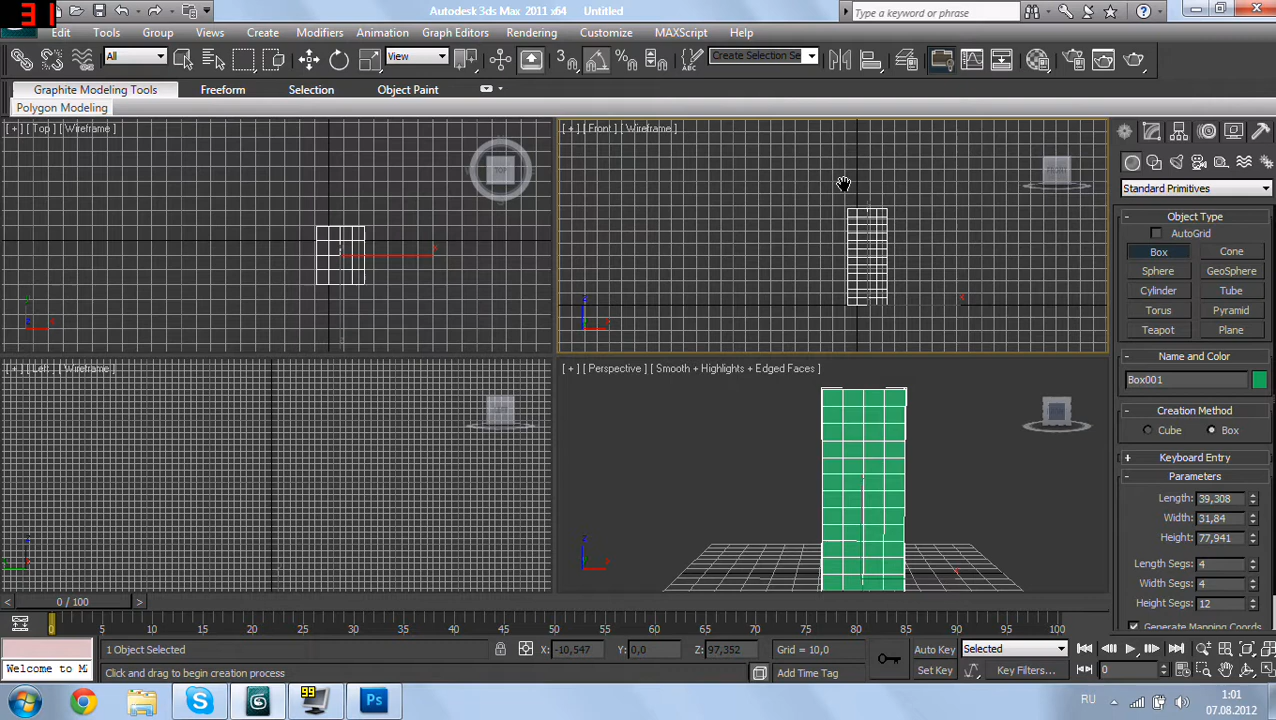 31
Autodesk 3ds Max 2011 x64 Untitled
Type a keyword or phrase
Edit Tools Group Views Create Modifiers Animation Graph Editors Rendering Customize MAXScript Help
All
View
Create Selection Se
Graphite Modeling Tools Freeform Selection Object Paint
Polygon Modeling
[ + ] [ Top ] [ Wireframe ]
[ + ] [ Front ] [ Wireframe ]
TOP
FRONT
Standard Primitives
Object Type
AutoGrid
Box Cone
Sphere GeoSphere
Cylinder Tube
Torus Pyramid
Teapot Plane
[ + ] [ Left ] [ Wireframe ]
[ + ] [ Perspective ] [ Smooth + Highlights + Edged Faces ]
Name and Color
Box001
Creation Method
Cube Box
Keyboard Entry
Parameters
Length: 39,308
Width: 31,84
Height: 77,941
Length Segs: 4
Width Segs: 4
Height Segs: 12
Generate Mapping Coords.
0 / 100
0 5 10 15 20 25 30 35 40 45 50 55 60 65 70 75 80 85 90 95 100
1 Object Selected X: -10,547 Y: 0,0 Z: 97,352 Grid = 10,0 Auto Key Selected
Welcome to M Click and drag to begin creation process Add Time Tag Set Key Key Filters... 0
99
Ps
RU
1:01
07.08.2012